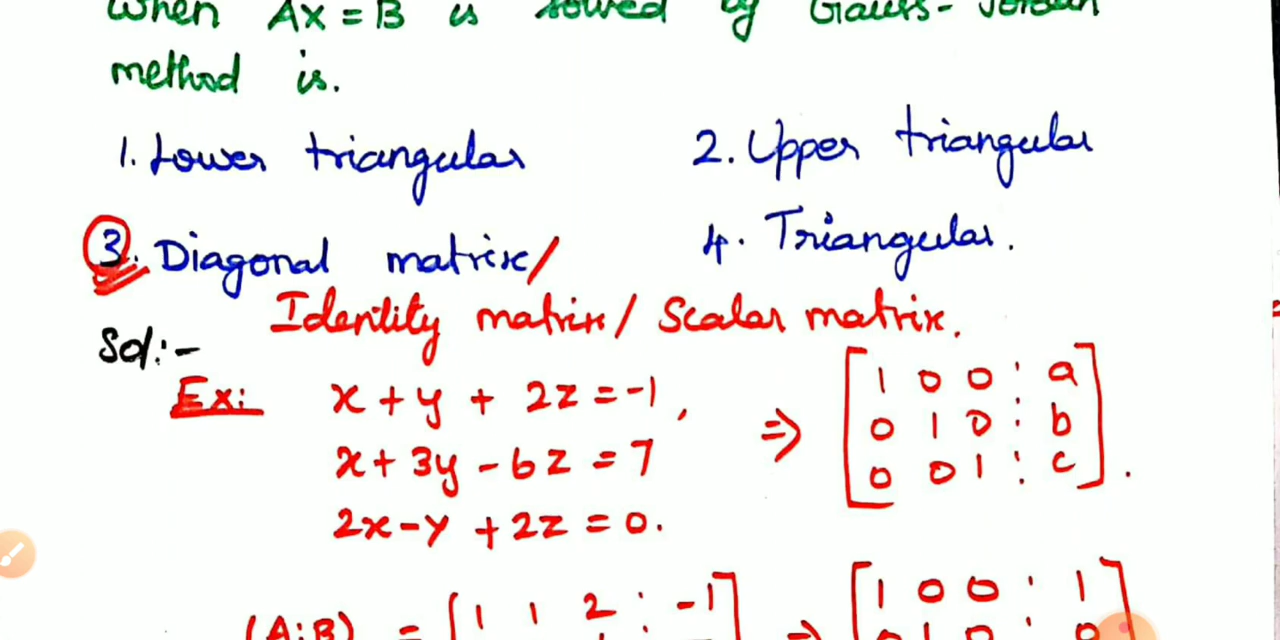 when AX = B is solved by Gauss-Jordan
method is.
1. Lower triangular 2. Upper triangular
3. Diagonal matrix/ 4. Triangular.
Identity matrix/ Scalar matrix.
Sol:-
Ex: x + y + 2z = -1,
x + 3y - 6z = 7
2x - y + 2z = 0.
⇒ [1 0 0 : a
0 1 0 : b
0 0 1 : c].
(A:B) = [1 1 2 : -1] ⇒ [1 0 0 : 1]